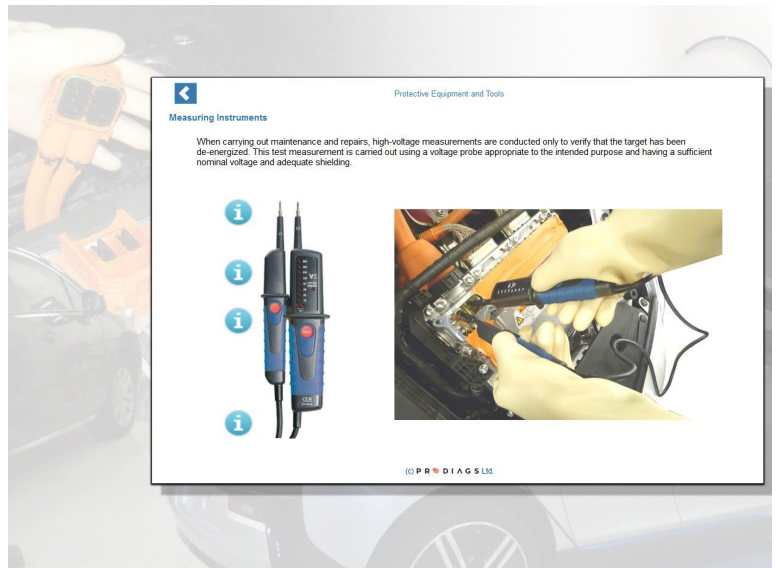 Protective Equipment and Tools
Measuring Instruments
When carrying out maintenance and repairs, high-voltage measurements are conducted only to verify that the target has been
de-energized. This test measurement is carried out using a voltage probe appropriate to the intended purpose and having a sufficient
nominal voltage and adequate shielding.
(c) PRODIAGS Ltd.